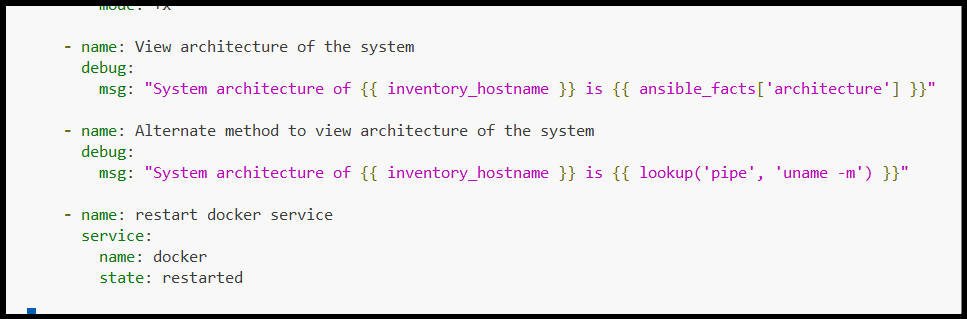 mode: +x
- name: View architecture of the system
debug:
msg: "System architecture of {{ inventory_hostname }} is {{ ansible_facts['architecture'] }}"
- name: Alternate method to view architecture of the system
debug:
msg: "System architecture of {{ inventory_hostname }} is {{ lookup('pipe', 'uname -m') }}"
- name: restart docker service
service:
name: docker
state: restarted